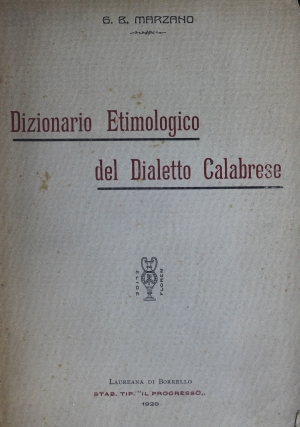 G. B. MARZANO
Dizionario Etimologico
del Dialetto Calabrese
LAUREANA DI BORRELLO
STAB. TIP. "IL PROGRESSO„
1928